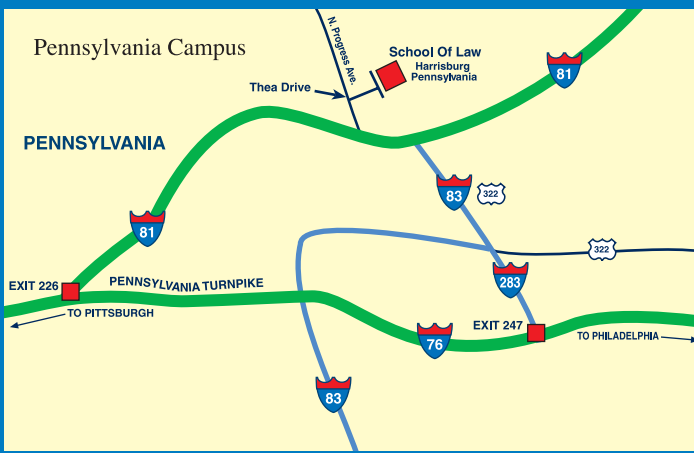 Pennsylvania Campus
N. Progress Ave.
School Of Law
Harrisburg
Pennsylvania
81
Thea Drive
PENNSYLVANIA
83
322
81
322
283
EXIT 226
PENNSYLVANIA TURNPIKE
TO PITTSBURGH
EXIT 247
TO PHILADELPHIA
76
83